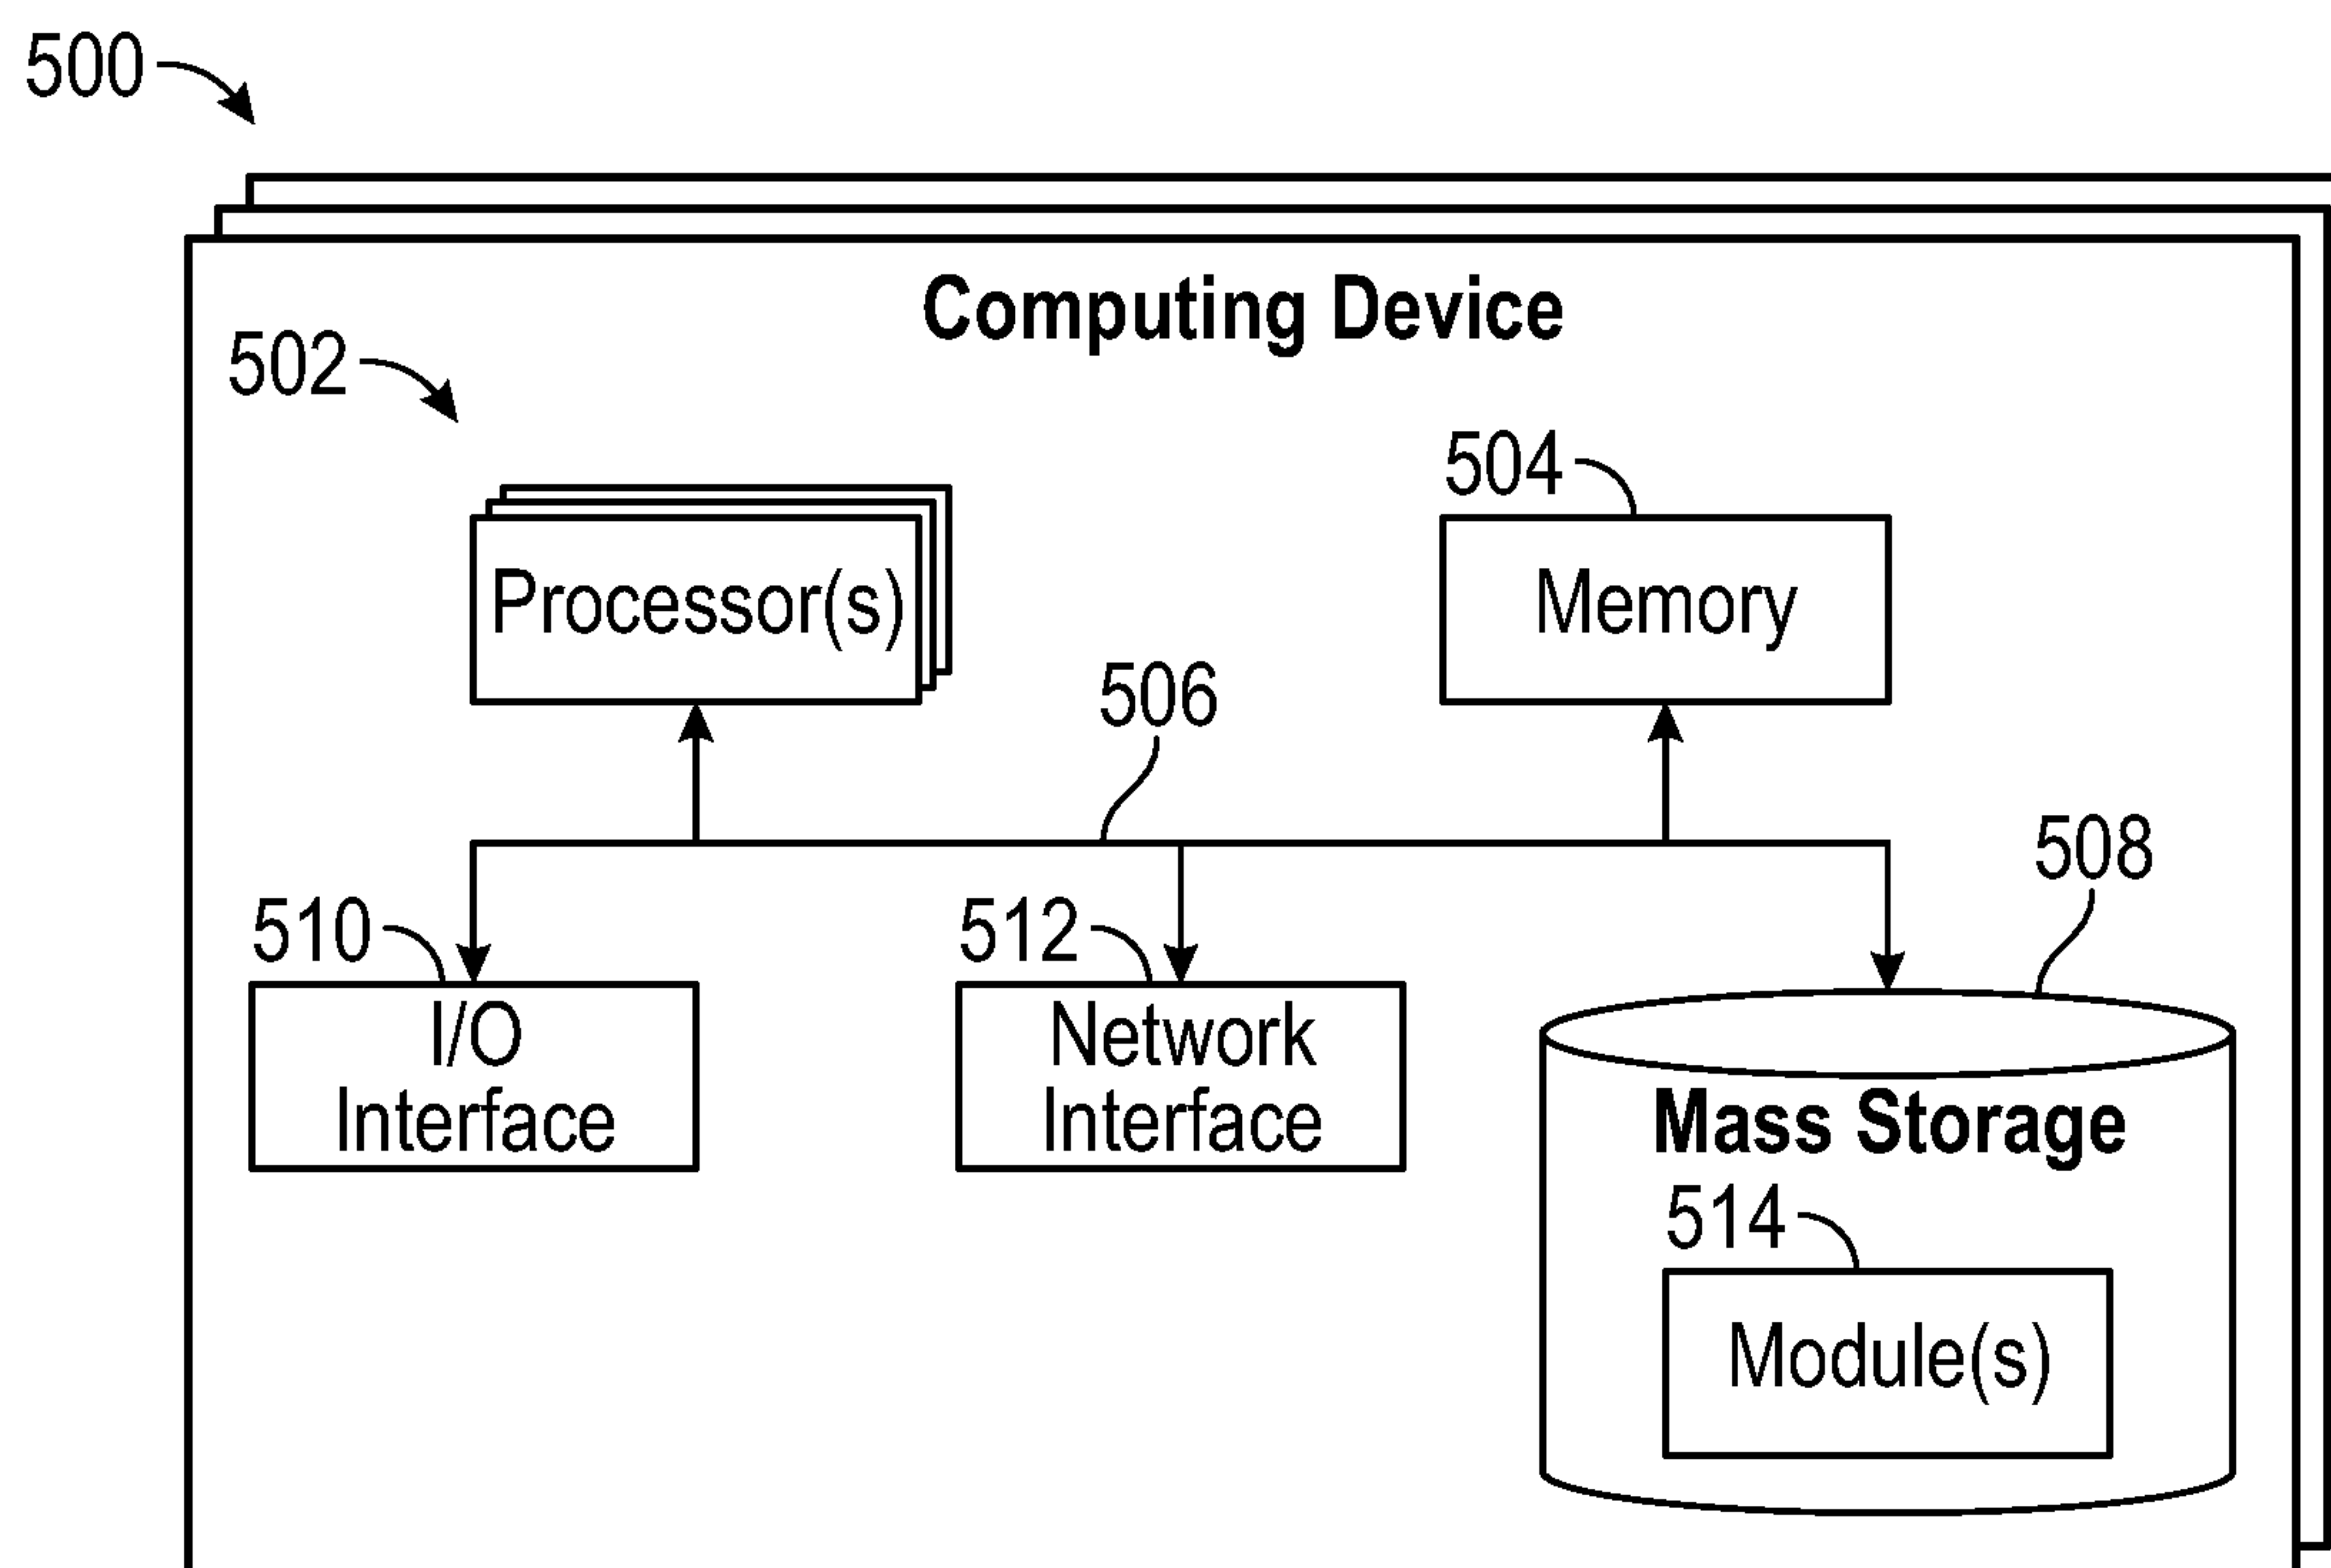 500
Computing Device
502
504
Processor(s)
Memory
506
508
510
512
I/O
Interface
Network
Interface
Mass Storage
514
Module(s)